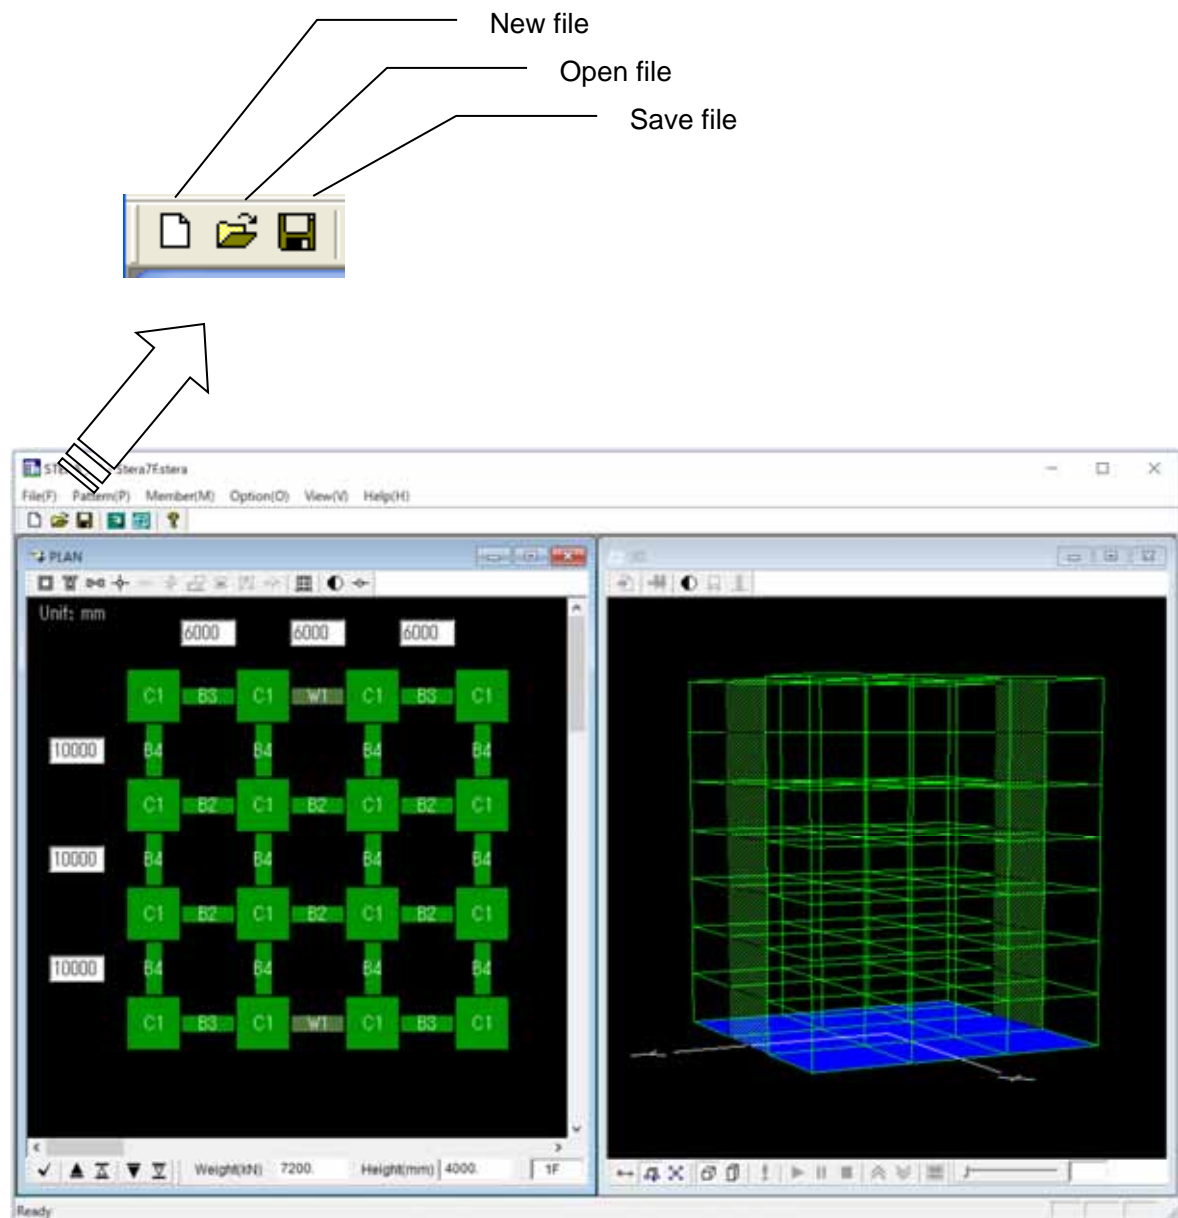 New file
Open file
Save file
Stera7F.stera
File(F) Pattern(P) Member(M) Option(O) View(V) Help(H)
PLAN
Unit: mm
6000 6000 6000
C1 B3 C1 W1 C1 B3 C1
10000 B4 B4 B4 B4
C1 B2 C1 B2 C1 B2 C1
10000 B4 B4 B4 B4
C1 B2 C1 B2 C1 B2 C1
10000 B4 B4 B4 B4
C1 B3 C1 W1 C1 B3 C1
Weight(kN) 7200. Height(mm) 4000. 1F
Ready